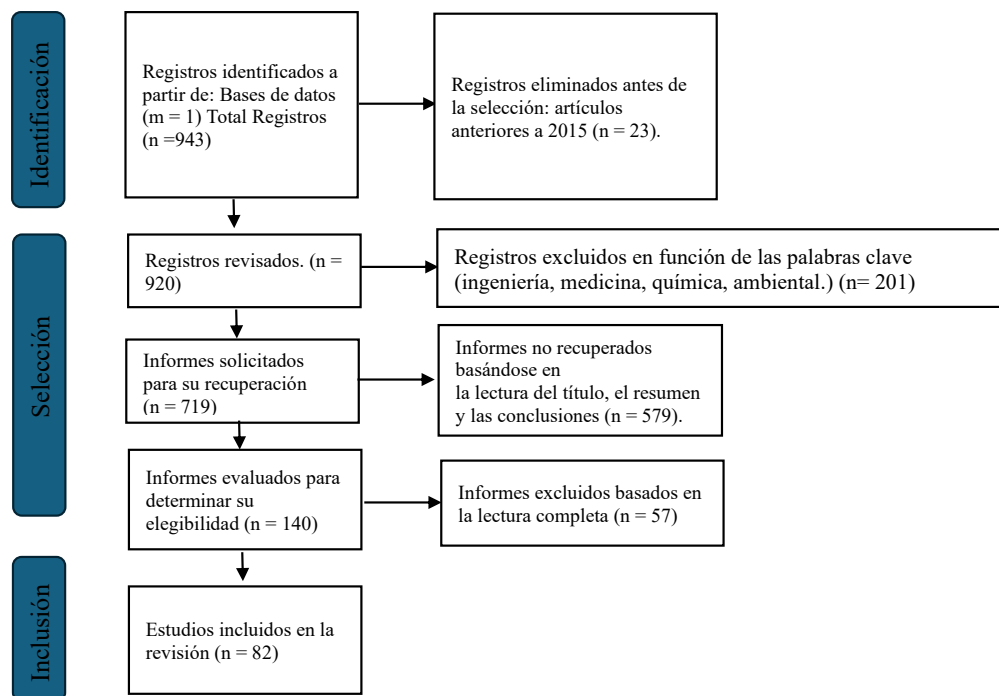 Identificación
Registros identificados a
partir de: Bases de datos
(m = 1) Total Registros
(n =943)
Registros eliminados antes de
la selección: artículos
anteriores a 2015 (n = 23).
Selección
Registros revisados. (n =
920)
Registros excluidos en función de las palabras clave
(ingeniería, medicina, química, ambiental.) (n= 201)
Informes solicitados
para su recuperación
(n = 719)
Informes no recuperados
basándose en
la lectura del título, el resumen
y las conclusiones (n = 579).
Informes evaluados para
determinar su
elegibilidad (n = 140)
Informes excluidos basados en
la lectura completa (n = 57)
Inclusión
Estudios incluidos en la
revisión (n = 82)